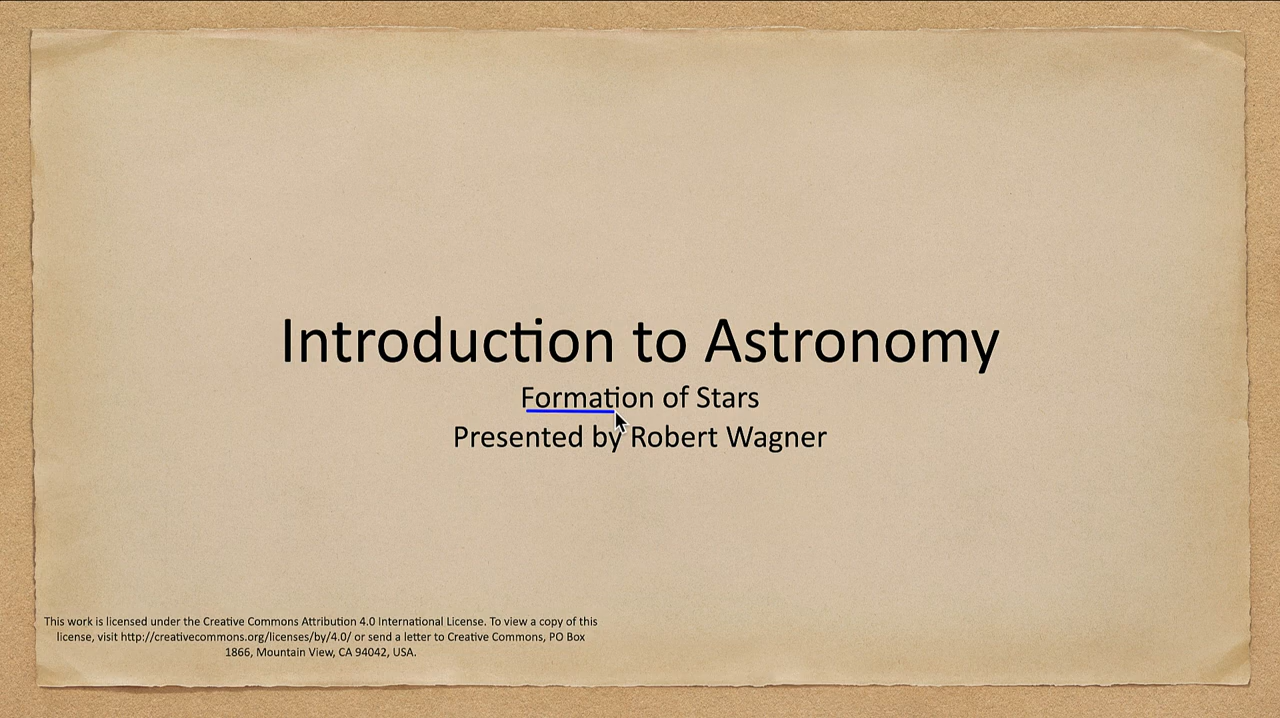 Introduction to Astronomy
Formation of Stars
Presented by Robert Wagner
This work is licensed under the Creative Commons Attribution 4.0 International License. To view a copy of this
license, visit http://creativecommons.org/licenses/by/4.0/ or send a letter to Creative Commons, PO Box
1866, Mountain View, CA 94042, USA.